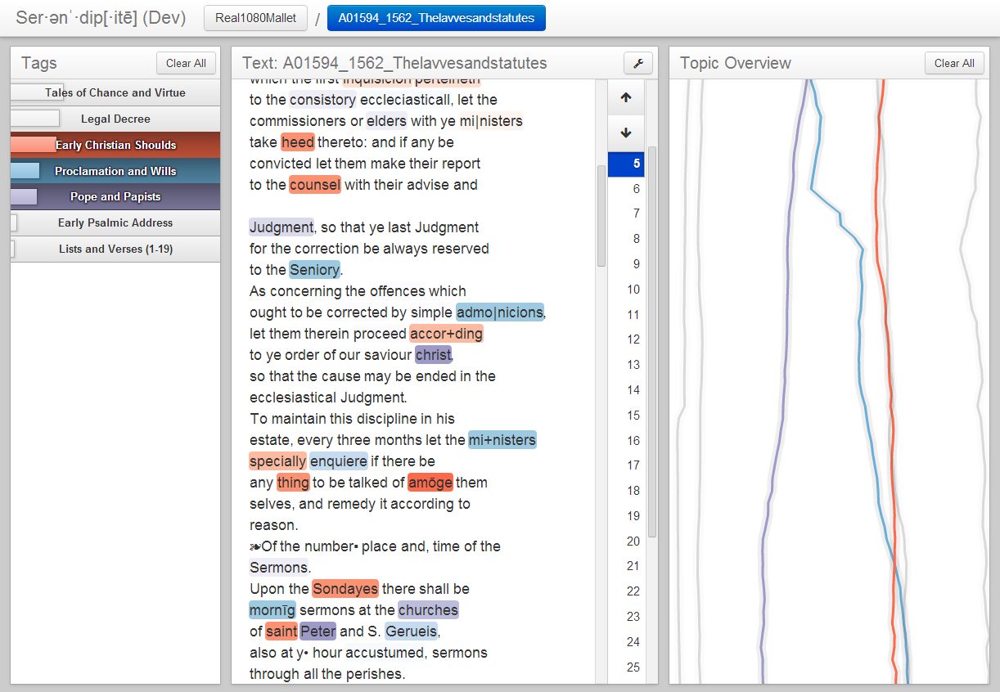 Ser·ən'·dip[·itē] (Dev)
Real1080Mallet
/
A01594_1562_Thelavvesandstatutes
Tags
Clear All
Tales of Chance and Virtue
Legal Decree
Early Christian Shoulds
Proclamation and Wills
Pope and Papists
Early Psalmic Address
Lists and Verses (1-19)
Text: A01594_1562_Thelavvesandstatutes
which the first inquisicion perteineth
to the consistory eccleciasticall, let the
commissioners or elders with ye mi|nisters
take heed thereto: and if any be
convicted let them make their report
to the counsel with their advise and
Judgment, so that ye last Judgment
for the correction be always reserved
to the Seniory.
As concerning the offences which
ought to be corrected by simple admo|nicions,
let them therein proceed accor+ding
to ye order of our saviour christ,
so that the cause may be ended in the
ecclesiastical Judgment.
To maintain this discipline in his
estate, every three months let the mi+nisters
specially enquiere if there be
any thing to be talked of amōge them
selves, and remedy it according to
reason.
❧Of the number▪ place and, time of the
Sermons.
Upon the Sondayes there shall be
mornīg sermons at the churches
of saint Peter and S. Gerueis,
also at y• hour accustumed, sermons
through all the perishes.
5
6
7
8
9
10
11
12
13
14
15
16
17
18
19
20
21
22
23
24
25
Topic Overview
Clear All